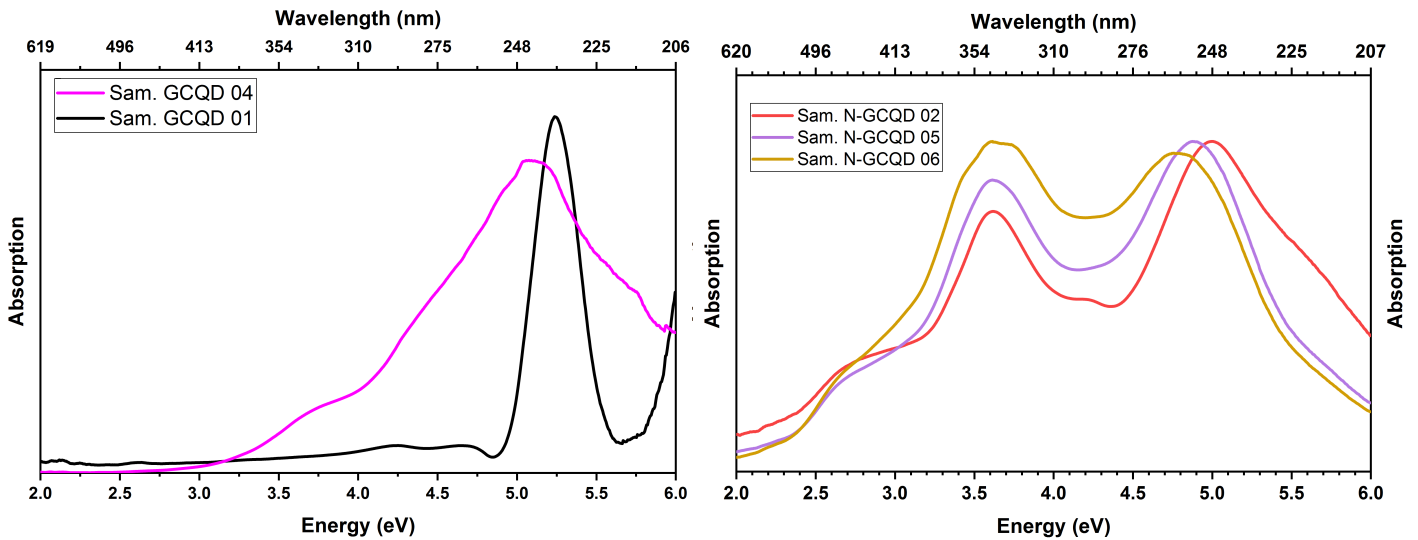 Wavelength (nm)
619 496 413 354 310 275 248 225 206
Sam. GCQD 04
Sam. GCQD 01
Absorption
2.0 2.5 3.0 3.5 4.0 4.5 5.0 5.5 6.0
Energy (eV)
Wavelength (nm)
620 496 413 354 310 276 248 225 207
Sam. N-GCQD 02
Sam. N-GCQD 05
Sam. N-GCQD 06
Absorption
2.0 2.5 3.0 3.5 4.0 4.5 5.0 5.5 6.0
Energy (eV)
Absorption